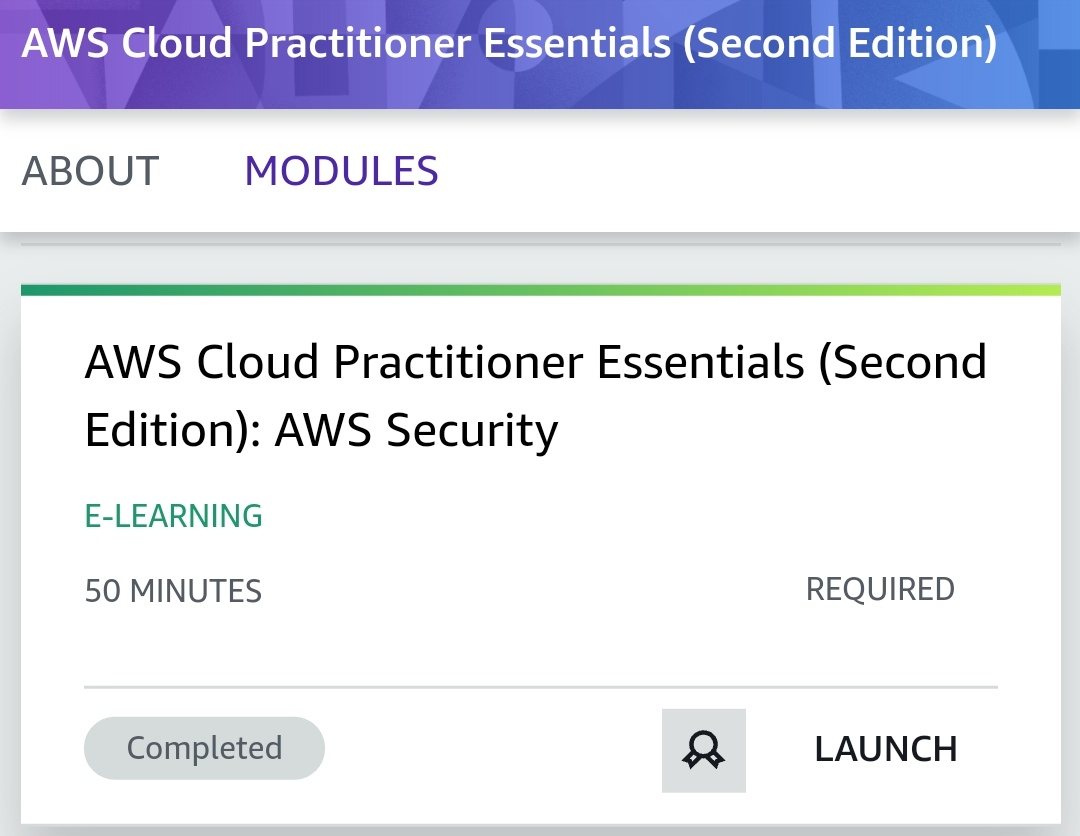 AWS Cloud Practitioner Essentials (Second Edition)
ABOUT MODULES
AWS Cloud Practitioner Essentials (Second
Edition): AWS Security
E-LEARNING
50 MINUTES REQUIRED
Completed LAUNCH